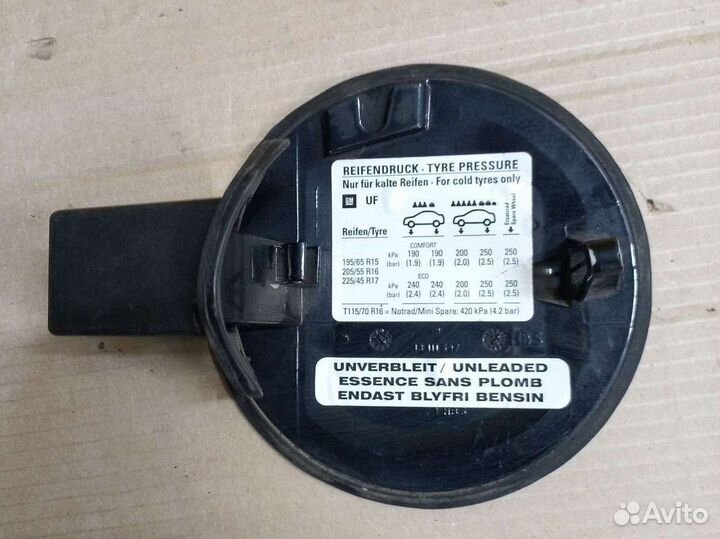 REIFENDRUCK · TYRE PRESSURE
Nur für kalte Reifen · For cold tyres only
GM UF
Ersatzrad
Spare Wheel
Reifen/Tyre
COMFORT
195/65 R15 kPa 190 190 200 250 250
205/55 R16 (bar) (1.9) (1.9) (2.0) (2.5) (2.5)
225/45 R17 ECO
kPa 240 240 200 250 250
(bar) (2.4) (2.4) (2.0) (2.5) (2.5)
T115/70 R16 = Notrad/Mini Spare: 420 kPa (4.2 bar)
UNVERBLEIT / UNLEADED
ESSENCE SANS PLOMB
ENDAST BLYFRI BENSIN
Avito